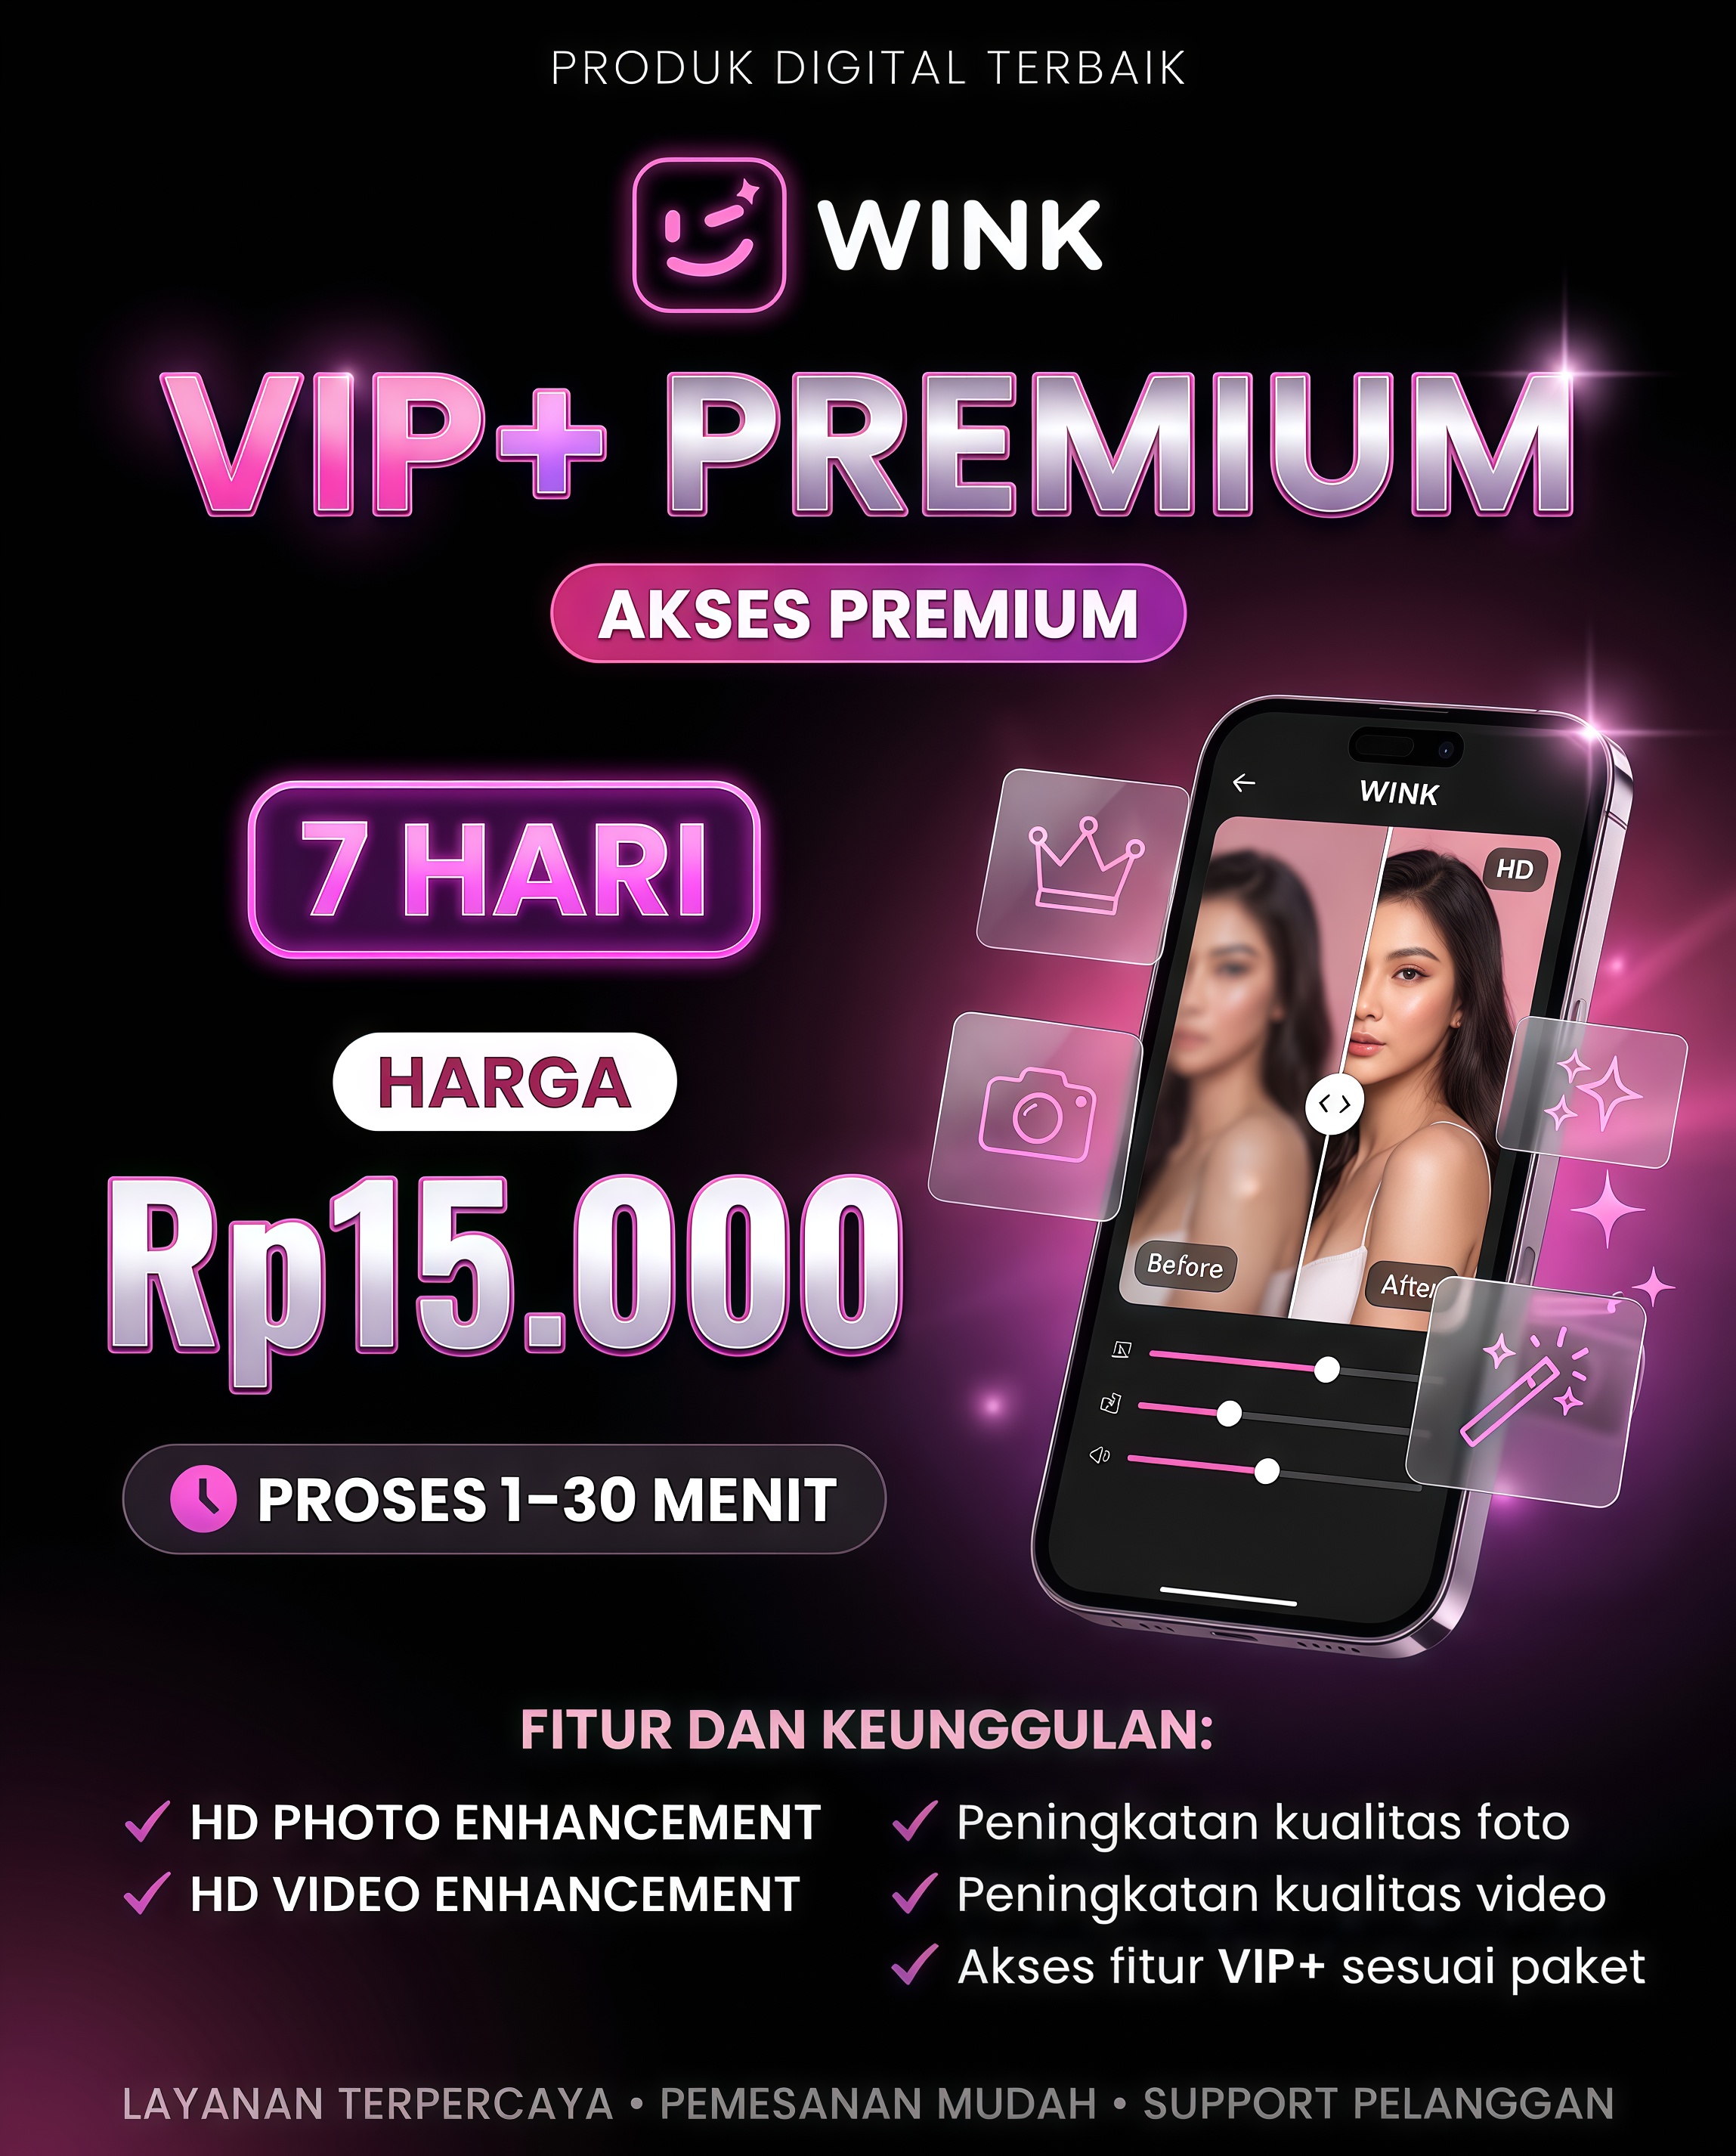 PRODUK DIGITAL TERBAIK
WINK
VIP+ PREMIUM
AKSES PREMIUM
7 HARI
HARGA
Rp15.000
PROSES 1–30 MENIT
WINK
HD
Before
After
FITUR DAN KEUNGGULAN:
HD PHOTO ENHANCEMENT
HD VIDEO ENHANCEMENT
Peningkatan kualitas foto
Peningkatan kualitas video
Akses fitur VIP+ sesuai paket
LAYANAN TERPERCAYA • PEMESANAN MUDAH • SUPPORT PELANGGAN